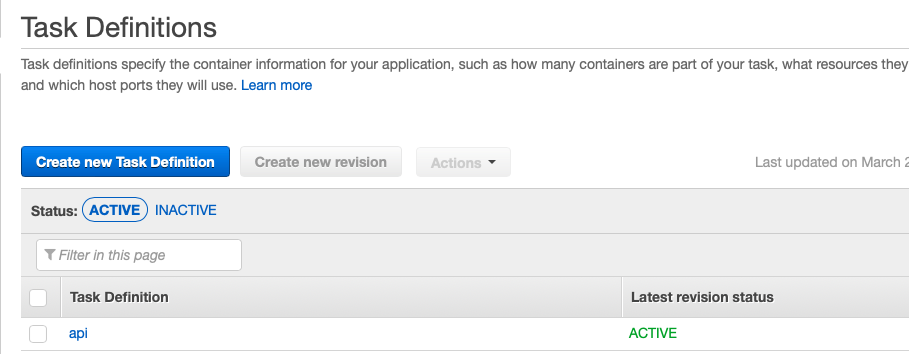 Task Definitions
Task definitions specify the container information for your application, such as how many containers are part of your task, what resources they
and which host ports they will use. Learn more
Create new Task Definition Create new revision Actions Last updated on March 2
Status: ACTIVE INACTIVE
Filter in this page
Task Definition Latest revision status
api ACTIVE